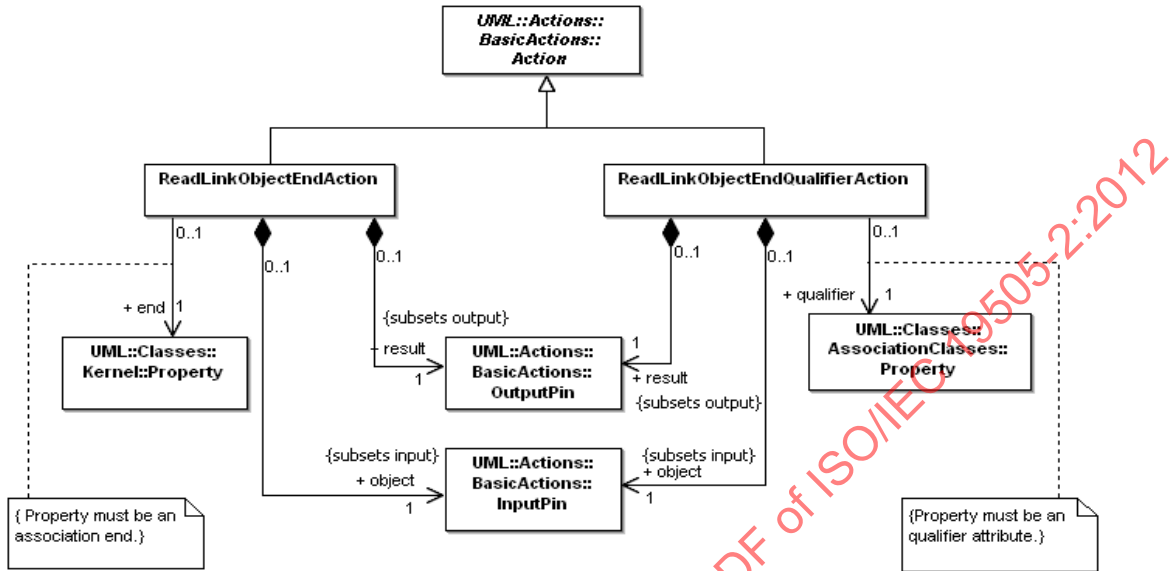 UML::Actions::
BasicActions::
Action
ReadLinkObjectEndAction
ReadLinkObjectEndQualifierAction
0..1
0..1
0..1
0..1
0..1
0..1
+ end
1
{subsets output}
+ result
1
1
+ result
{subsets output}
+ qualifier
1
UML::Classes::
Kernel::Property
UML::Actions::
BasicActions::
OutputPin
UML::Classes::
AssociationClasses::
Property
{subsets input}
+ object
1
UML::Actions::
BasicActions::
InputPin
{subsets input}
+ object
1
{ Property must be an
association end.}
{Property must be an
qualifier attribute.}
DF of ISO/IEC 19505-2:2012